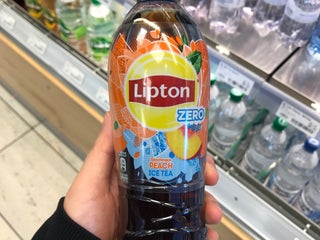 Lipton
ZERO
PEACH
ICE TEA